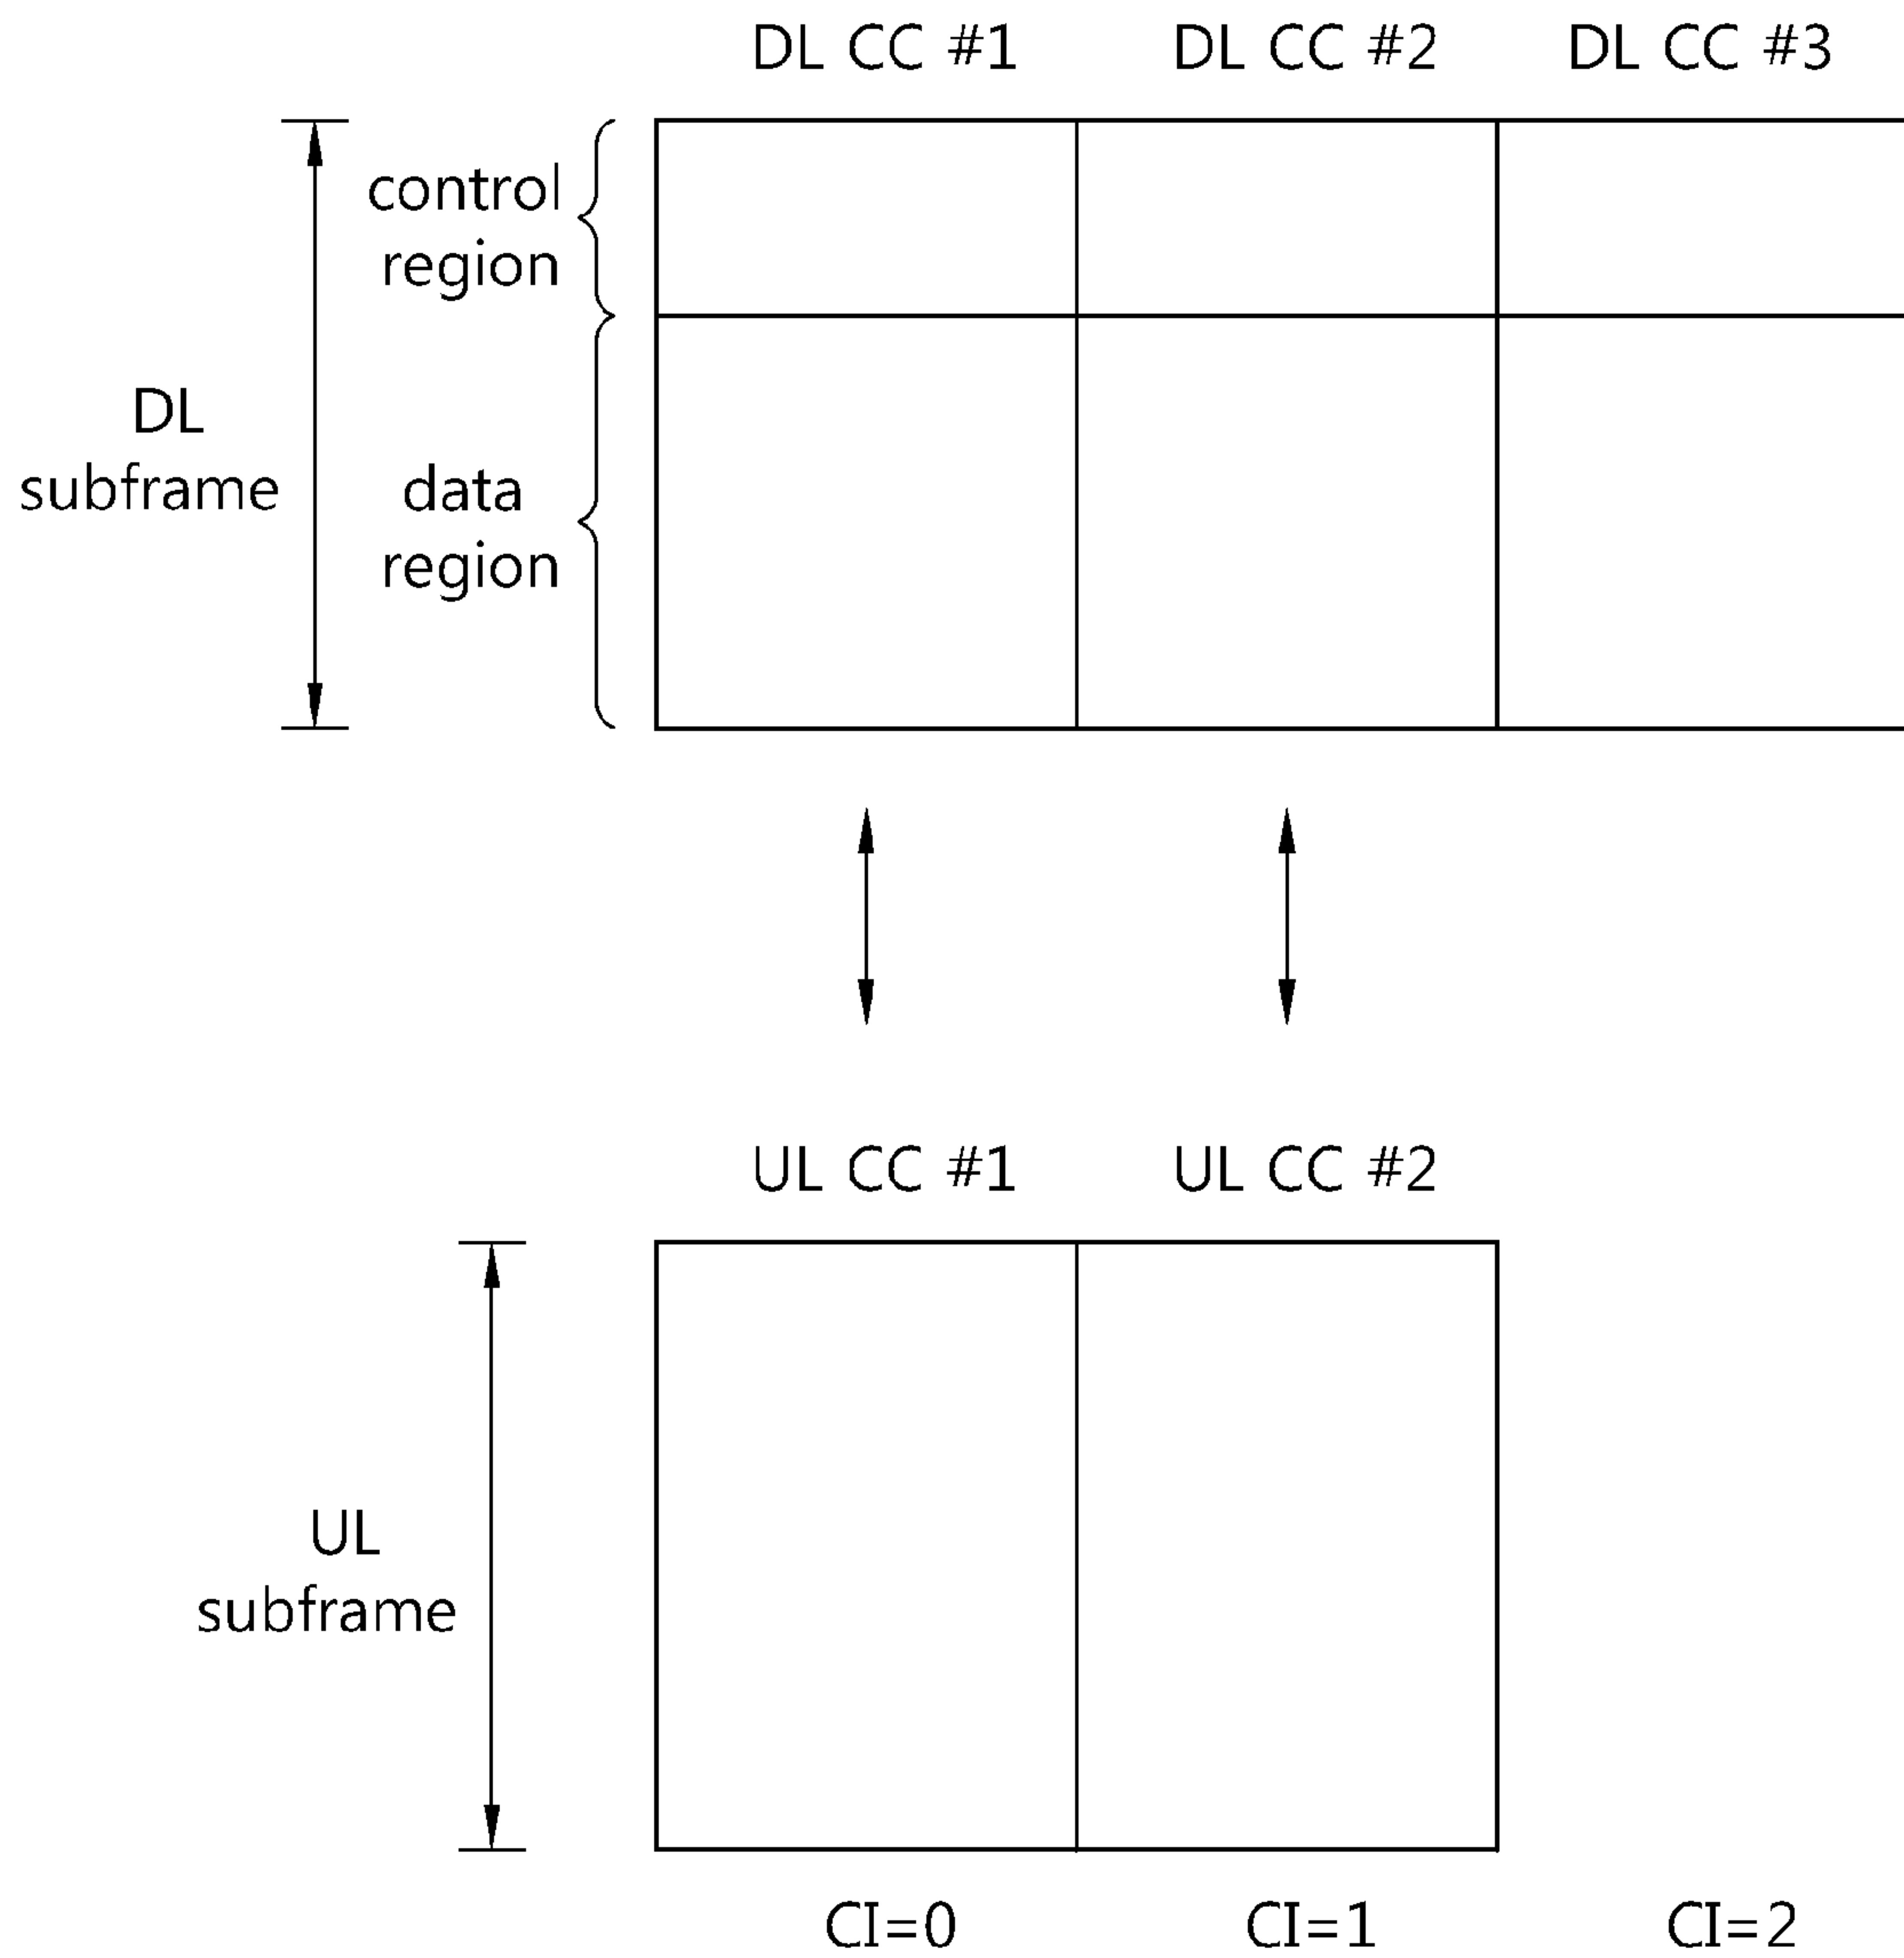 DL CC #1 DL CC #2 DL CC #3
control
region
DL
subframe
data
region
UL CC #1 UL CC #2
UL
subframe
CI=0 CI=1 CI=2